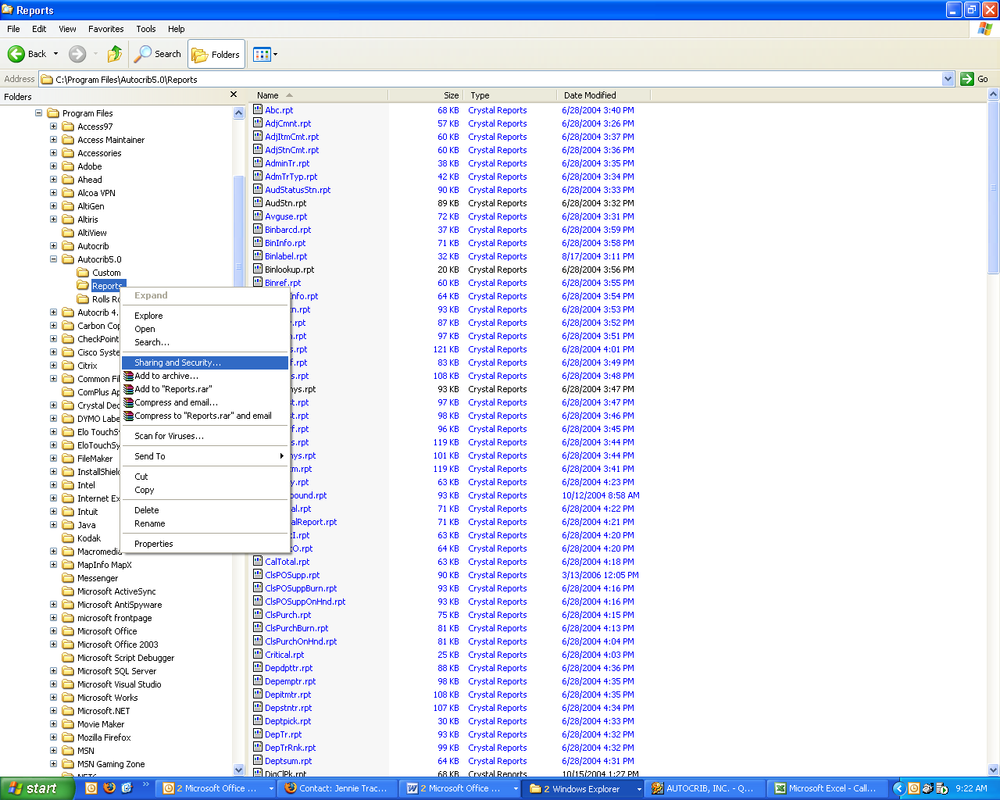 Reports
File Edit View Favorites Tools Help
Back Search Folders
Address C:\Program Files\Autocrib5.0\Reports Go
Folders
Program Files
Access97
Access Maintainer
Accessories
Adobe
Ahead
Alcoa VPN
AltiGen
Altiris
AltiView
Autocrib
Autocrib5.0
Custom
Reports
Rolls
Autocrib 4.
Carbon
CheckPoint
Cisco
Citrix
Common
ComPlus
Crystal
DYMO
Elo
EloTouchSy
FileMaker
InstallShield
Intel
Internet
Intuit
Java
Kodak
Macromedia
MapInfo MapX
Messenger
Microsoft ActiveSync
Microsoft AntiSpyware
microsoft frontpage
Microsoft Office
Microsoft Office 2003
Microsoft Script Debugger
Microsoft SQL Server
Microsoft Visual Studio
Microsoft Works
Microsoft.NET
Movie Maker
Mozilla Firefox
MSN
MSN Gaming Zone
Expand
Explore
Open
Search...
Sharing and Security...
Add to archive...
Add to "Reports.rar"
Compress and email...
Compress to "Reports.rar" and email
Scan for Viruses...
Send To
Cut
Copy
Delete
Rename
Properties
Name Size Type Date Modified
Abc.rpt 68 KB Crystal Reports 6/28/2004 3:40 PM
AdjCmnt.rpt 57 KB Crystal Reports 6/28/2004 3:26 PM
AdjItmCmt.rpt 60 KB Crystal Reports 6/28/2004 3:37 PM
AdjStnCmt.rpt 60 KB Crystal Reports 6/28/2004 3:36 PM
AdminTr.rpt 38 KB Crystal Reports 6/28/2004 3:35 PM
AdmTrTyp.rpt 42 KB Crystal Reports 6/28/2004 3:34 PM
AudStatusStn.rpt 90 KB Crystal Reports 6/28/2004 3:33 PM
AudStn.rpt 89 KB Crystal Reports 6/28/2004 3:32 PM
Avguse.rpt 72 KB Crystal Reports 6/28/2004 3:31 PM
Binbarcd.rpt 37 KB Crystal Reports 6/28/2004 3:59 PM
BinInfo.rpt 71 KB Crystal Reports 6/28/2004 3:58 PM
Binlabel.rpt 32 KB Crystal Reports 8/17/2004 3:11 PM
Binlookup.rpt 20 KB Crystal Reports 6/28/2004 3:56 PM
Binref.rpt 60 KB Crystal Reports 6/28/2004 3:55 PM
Info.rpt 64 KB Crystal Reports 6/28/2004 3:54 PM
n.rpt 93 KB Crystal Reports 6/28/2004 3:53 PM
.rpt 87 KB Crystal Reports 6/28/2004 3:52 PM
.rpt 97 KB Crystal Reports 6/28/2004 3:51 PM
s.rpt 121 KB Crystal Reports 6/28/2004 4:01 PM
f.rpt 83 KB Crystal Reports 6/28/2004 3:49 PM
s.rpt 108 KB Crystal Reports 6/28/2004 3:48 PM
nys.rpt 93 KB Crystal Reports 6/28/2004 3:47 PM
st.rpt 97 KB Crystal Reports 6/28/2004 3:47 PM
st.rpt 98 KB Crystal Reports 6/28/2004 3:46 PM
f.rpt 96 KB Crystal Reports 6/28/2004 3:45 PM
s.rpt 119 KB Crystal Reports 6/28/2004 3:44 PM
nys.rpt 101 KB Crystal Reports 6/28/2004 3:44 PM
m.rpt 119 KB Crystal Reports 6/28/2004 3:41 PM
y.rpt 63 KB Crystal Reports 6/28/2004 4:23 PM
ound.rpt 93 KB Crystal Reports 10/12/2004 8:58 AM
al.rpt 71 KB Crystal Reports 6/28/2004 4:22 PM
alReport.rpt 71 KB Crystal Reports 6/28/2004 4:21 PM
I.rpt 63 KB Crystal Reports 6/28/2004 4:20 PM
O.rpt 64 KB Crystal Reports 6/28/2004 4:20 PM
CalTotal.rpt 63 KB Crystal Reports 6/28/2004 4:18 PM
ClsPOSupp.rpt 90 KB Crystal Reports 3/13/2006 12:05 PM
ClsPOSuppBurn.rpt 93 KB Crystal Reports 6/28/2004 4:16 PM
ClsPOSuppOnHnd.rpt 93 KB Crystal Reports 6/28/2004 4:16 PM
ClsPurch.rpt 75 KB Crystal Reports 6/28/2004 4:15 PM
ClsPurchBurn.rpt 81 KB Crystal Reports 6/28/2004 4:13 PM
ClsPurchOnHnd.rpt 81 KB Crystal Reports 6/28/2004 4:04 PM
Critical.rpt 25 KB Crystal Reports 6/28/2004 4:03 PM
Depdpttr.rpt 88 KB Crystal Reports 6/28/2004 4:36 PM
Depemptr.rpt 98 KB Crystal Reports 6/28/2004 4:35 PM
Depitmtr.rpt 108 KB Crystal Reports 6/28/2004 4:35 PM
Depstntr.rpt 107 KB Crystal Reports 6/28/2004 4:34 PM
Deptpick.rpt 30 KB Crystal Reports 6/28/2004 4:33 PM
DepTr.rpt 93 KB Crystal Reports 6/28/2004 4:32 PM
DepTrRnk.rpt 99 KB Crystal Reports 6/28/2004 4:32 PM
Deptsum.rpt 64 KB Crystal Reports 6/28/2004 4:31 PM
DigClPk.rpt 68 KB Crystal Reports 10/15/2004 1:27 PM
start 2 Microsoft Office ... Contact: Jennie Trac... 2 Microsoft Office ... 2 Windows Explorer AUTOCRIB, INC. - Q... Microsoft Excel - Call... 9:22 AM